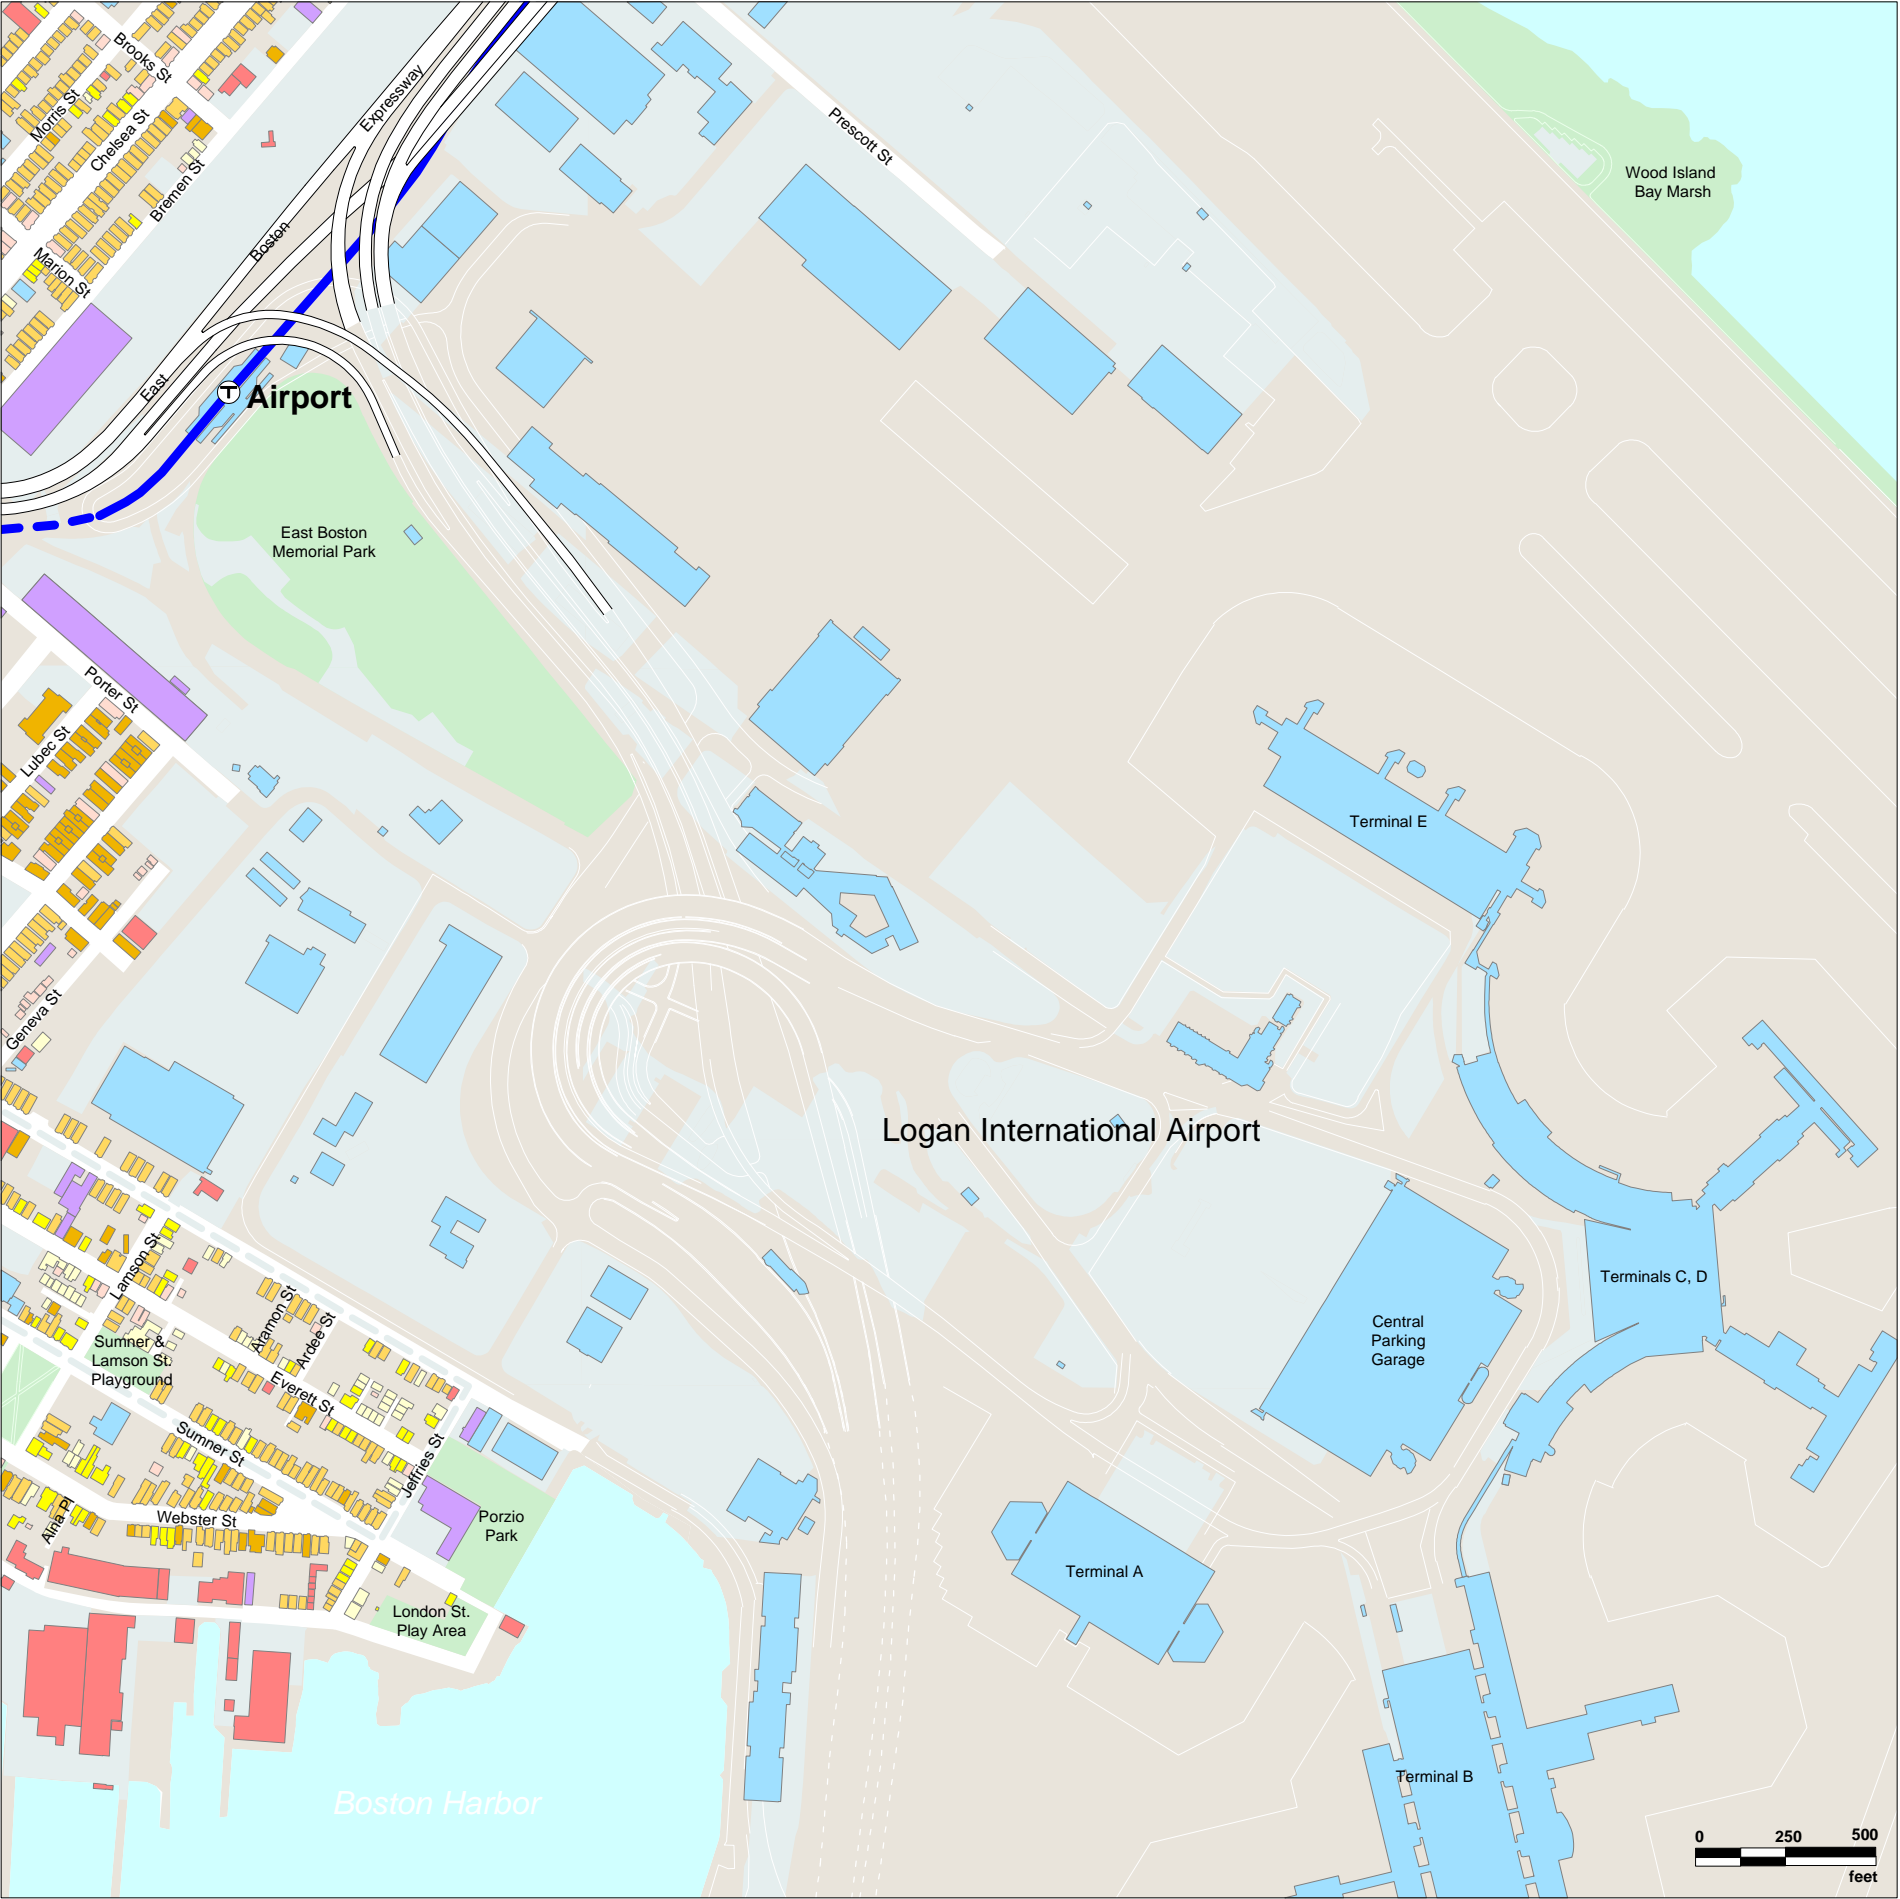 Brooks St
Morris St
Chelsea St
Bremen St
Marion St
Expressway
Boston
East
Prescott St
Wood Island
Bay Marsh
T
Airport
East Boston
Memorial Park
Porter St
Lubec St
Geneva St
Terminal E
Logan International Airport
Lamson St
Atamon St
Ardee St
Sumner &
Lamson St.
Playground
Everett St
Sumner St
Jeffries St
Webster St
Alna Pl
Porzio
Park
London St.
Play Area
Terminals C, D
Central
Parking
Garage
Terminal A
Terminal B
Boston Harbor
0 250 500
feet